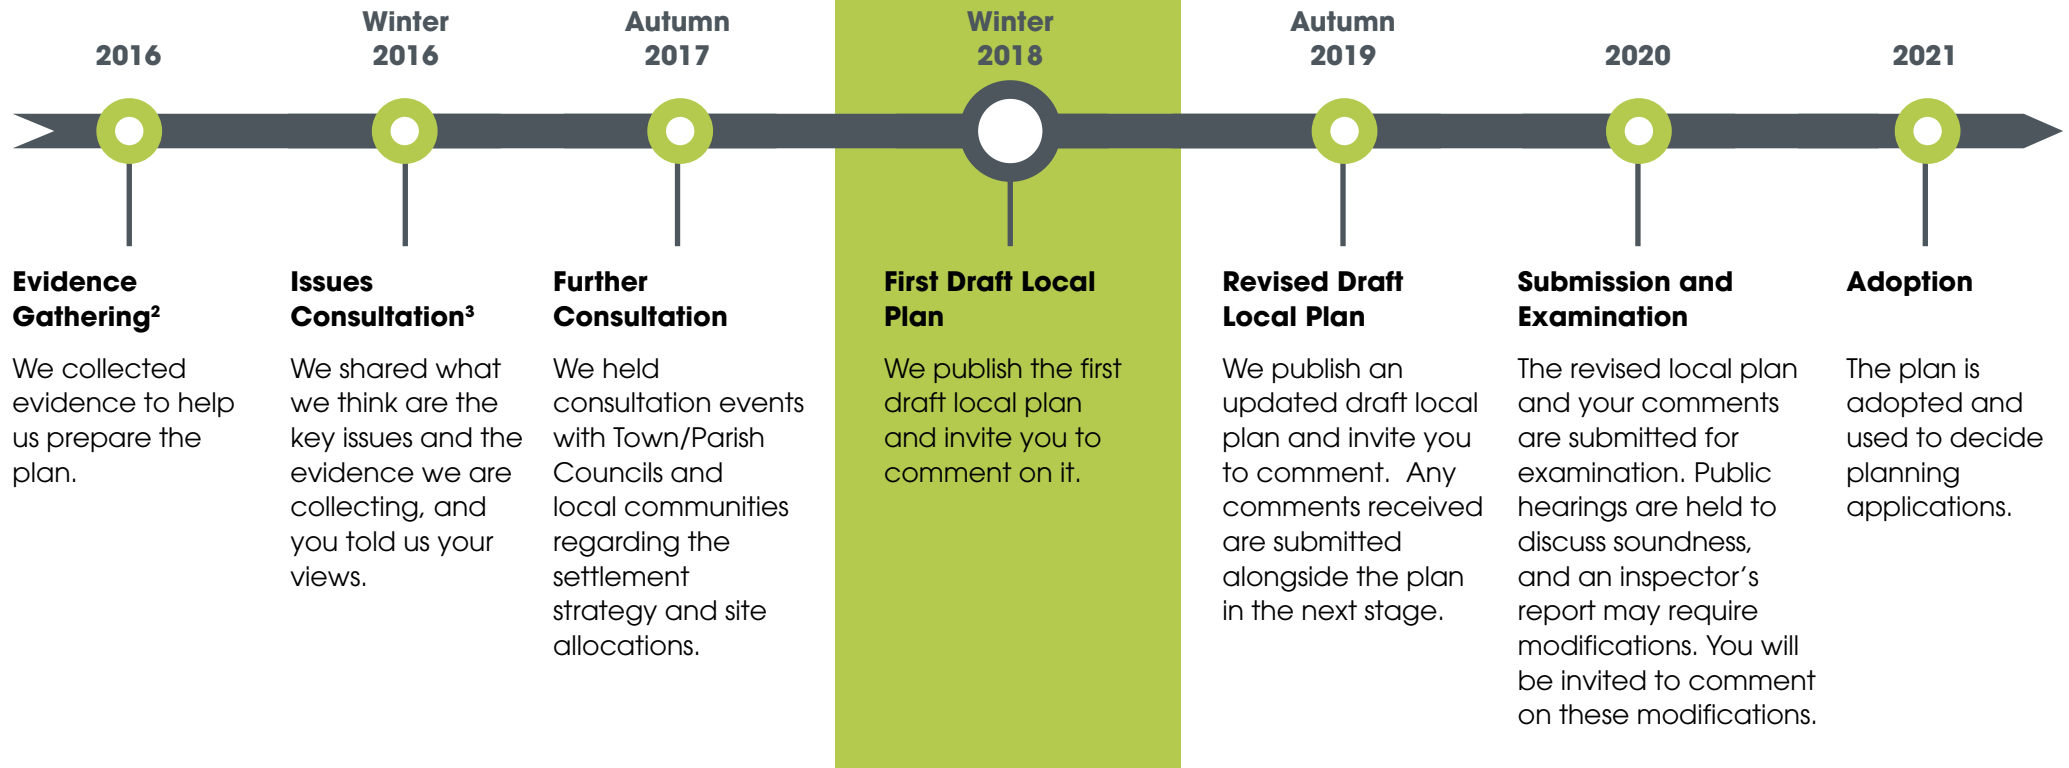 2016
Winter
2016
Autumn
2017
Winter
2018
Autumn
2019
2020
2021
Evidence
Gathering²
We collected
evidence to help
us prepare the
plan.
Issues
Consultation³
We shared what
we think are the
key issues and the
evidence we are
collecting, and
you told us your
views.
Further
Consultation
We held
consultation events
with Town/Parish
Councils and
local communities
regarding the
settlement
strategy and site
allocations.
First Draft Local
Plan
We publish the first
draft local plan
and invite you to
comment on it.
Revised Draft
Local Plan
We publish an
updated draft local
plan and invite you
to comment.  Any
comments received
are submitted
alongside the plan
in the next stage.
Submission and
Examination
The revised local plan
and your comments
are submitted for
examination. Public
hearings are held to
discuss soundness,
and an inspector’s
report may require
modifications. You will
be invited to comment
on these modifications.
Adoption
The plan is
adopted and
used to decide
planning
applications.